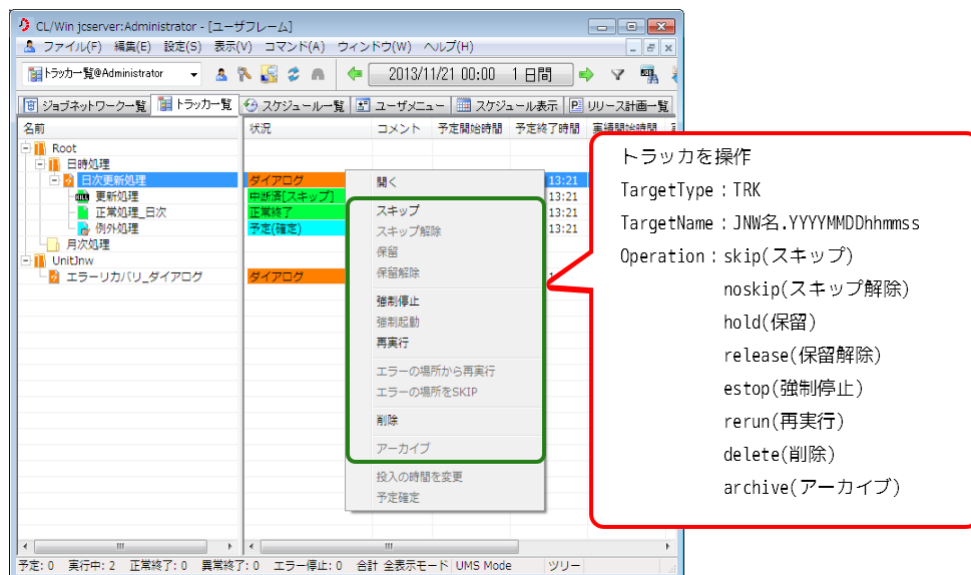 CL/Win jcserver:Administrator - [ユーザフレーム]
ファイル(F) 編集(E) 設定(S) 表示(V) コマンド(A) ウィンドウ(W) ヘルプ(H)
トラッカ一覧@Administrator 2013/11/21 00:00 1 日間
ジョブネットワーク一覧 トラッカ一覧 スケジュール一覧 ユーザメニュー スケジュール表示 リリース計画一覧
名前 状況 コメント 予定開始時間 予定終了時間 実績開始時間
Root
日時処理
日次更新処理 ダイアログ 13:21
更新処理 中断済[スキップ] 13:21
正常処理_日次 正常終了 13:21
例外処理 予定(確定) 13:21
月次処理
UnitJnw
エラーリカバリ_ダイアログ ダイアログ
開く
スキップ
スキップ解除
保留
保留解除
強制停止
強制起動
再実行
エラーの場所から再実行
エラーの場所をSKIP
削除
アーカイブ
投入の時間を変更
予定確定
トラッカを操作
TargetType:TRK
TargetName:JNW名.YYYYMMDDhhmmss
Operation:skip(スキップ)
noskip(スキップ解除)
hold(保留)
release(保留解除)
estop(強制停止)
rerun(再実行)
delete(削除)
archive(アーカイブ)
予定: 0 実行中: 2 正常終了: 0 異常終了: 0 エラー停止: 0 合計 全表示モード UMS Mode ツリー